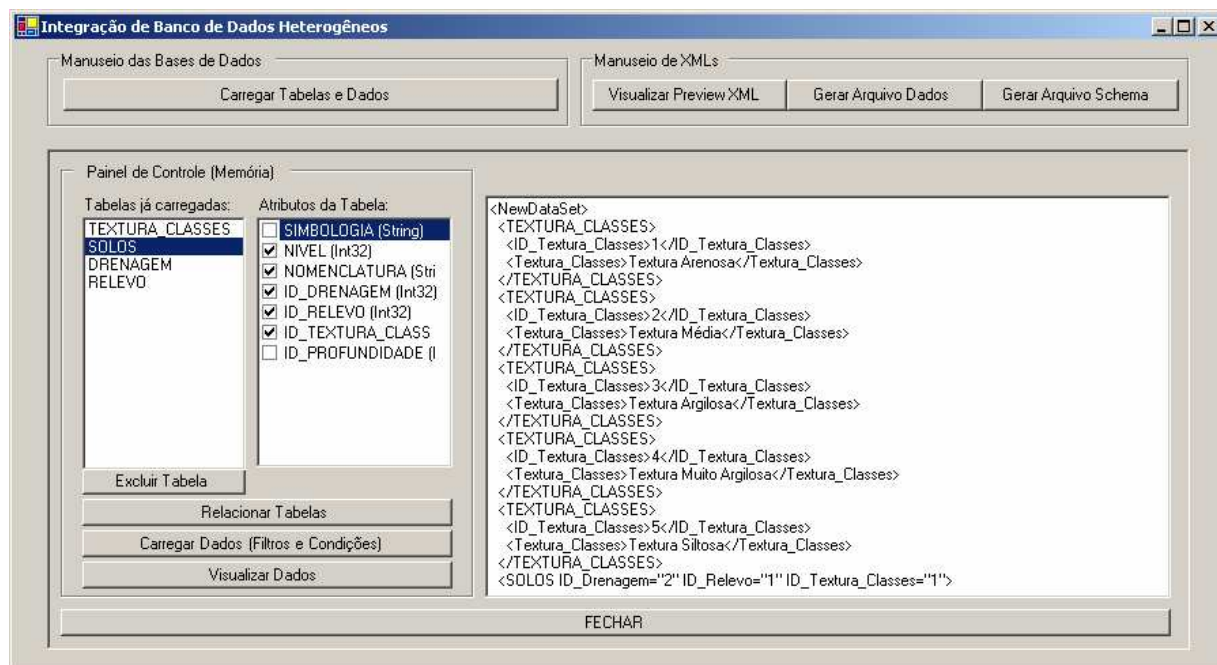 Integração de Banco de Dados Heterogêneos
Manuseio das Bases de Dados
Carregar Tabelas e Dados
Manuseio de XMLs
Visualizar Preview XML
Gerar Arquivo Dados
Gerar Arquivo Schema
Painel de Controle (Memória)
Tabelas já carregadas:
TEXTURA_CLASSES
SOLOS
DRENAGEM
RELEVO
Atributos da Tabela:
SIMBOLOGIA (String)
NIVEL (Int32)
NOMENCLATURA (Stri
ID_DRENAGEM (Int32)
ID_RELEVO (Int32)
ID_TEXTURA_CLASS
ID_PROFUNDIDADE (I
Excluir Tabela
Relacionar Tabelas
Carregar Dados (Filtros e Condições)
Visualizar Dados
<NewDataSet>
<TEXTURA_CLASSES>
<ID_Textura_Classes>1</ID_Textura_Classes>
<Textura_Classes>Textura Arenosa</Textura_Classes>
</TEXTURA_CLASSES>
<TEXTURA_CLASSES>
<ID_Textura_Classes>2</ID_Textura_Classes>
<Textura_Classes>Textura Média</Textura_Classes>
</TEXTURA_CLASSES>
<TEXTURA_CLASSES>
<ID_Textura_Classes>3</ID_Textura_Classes>
<Textura_Classes>Textura Argilosa</Textura_Classes>
</TEXTURA_CLASSES>
<TEXTURA_CLASSES>
<ID_Textura_Classes>4</ID_Textura_Classes>
<Textura_Classes>Textura Muito Argilosa</Textura_Classes>
</TEXTURA_CLASSES>
<TEXTURA_CLASSES>
<ID_Textura_Classes>5</ID_Textura_Classes>
<Textura_Classes>Textura Siltosa</Textura_Classes>
</TEXTURA_CLASSES>
<SOLOS ID_Drenagem="2" ID_Relevo="1" ID_Textura_Classes="1">
FECHAR